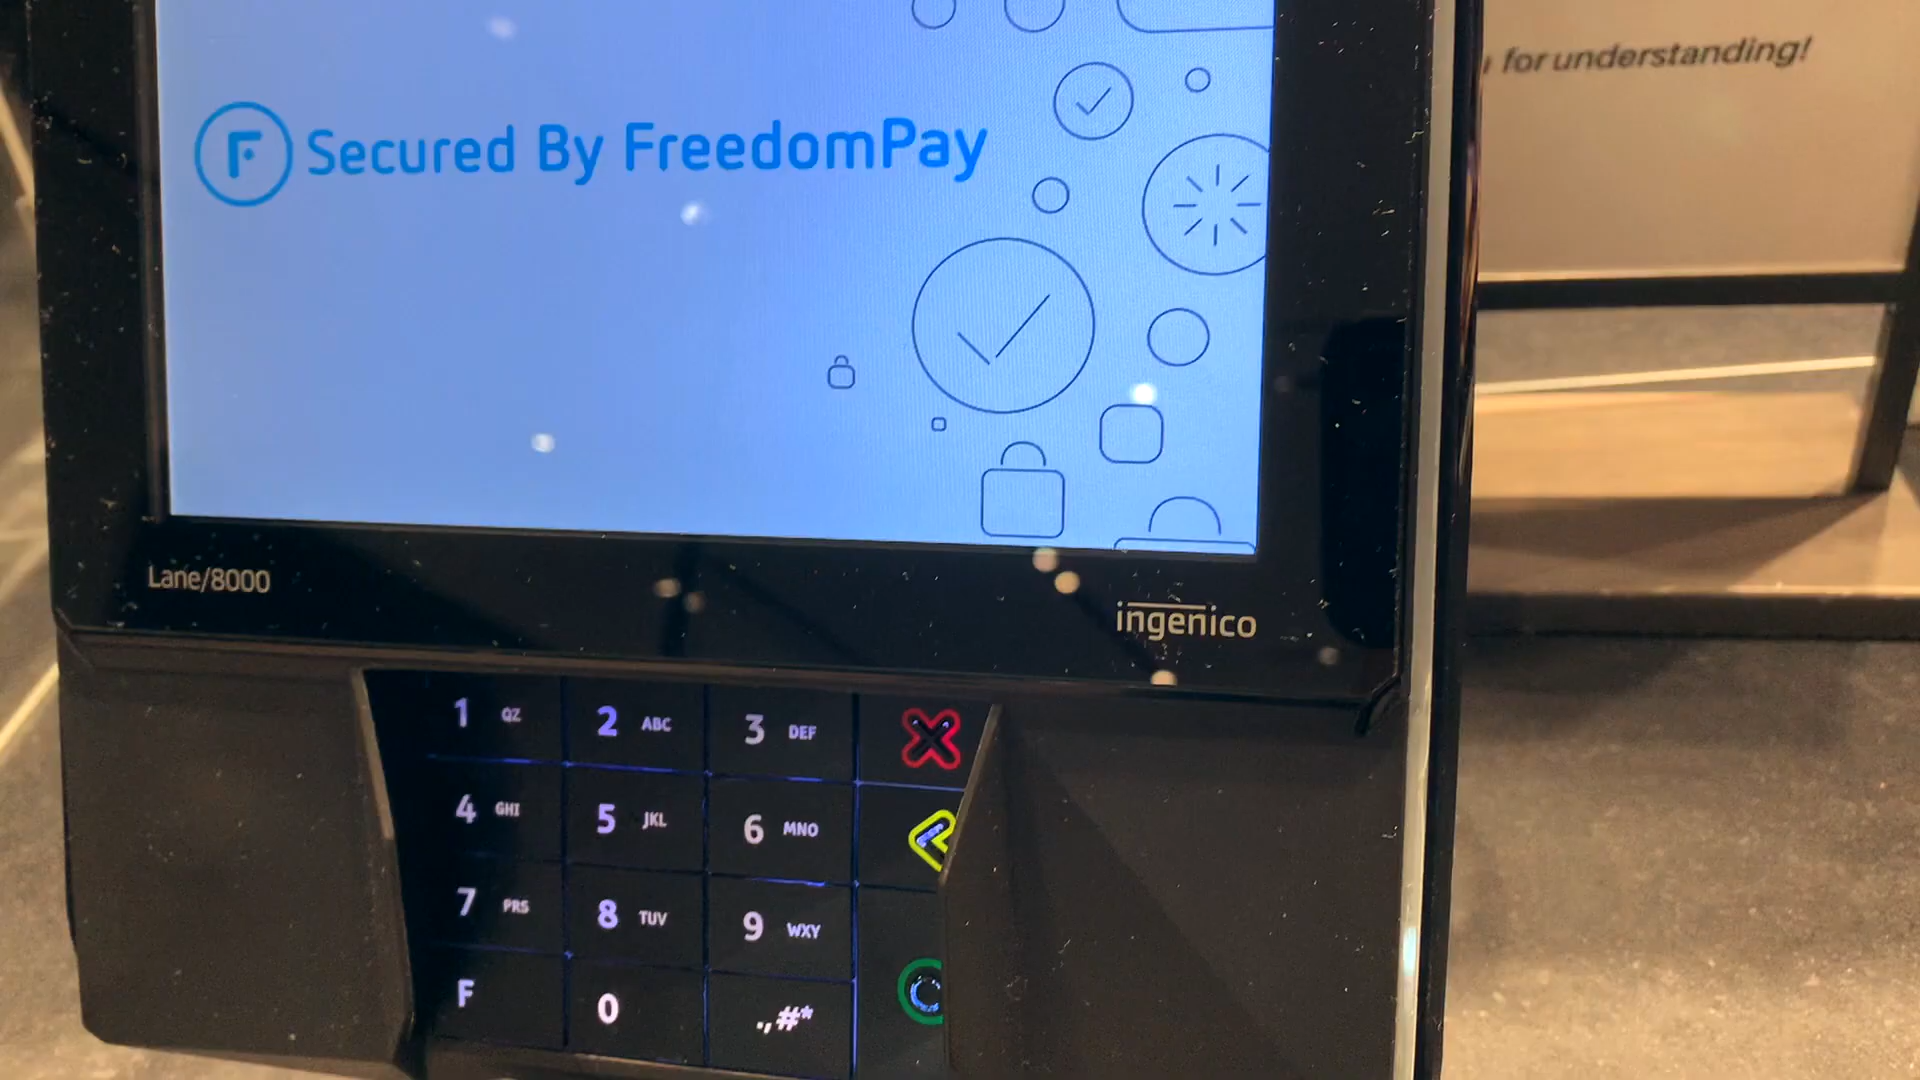 for understanding!
F Secured By FreedomPay
Lane/8000
ingenico
1 QZ 2 ABC 3 DEF
4 GHI 5 JKL 6 MNO
7 PRS 8 TUV 9 WXY
F 0 .,#*